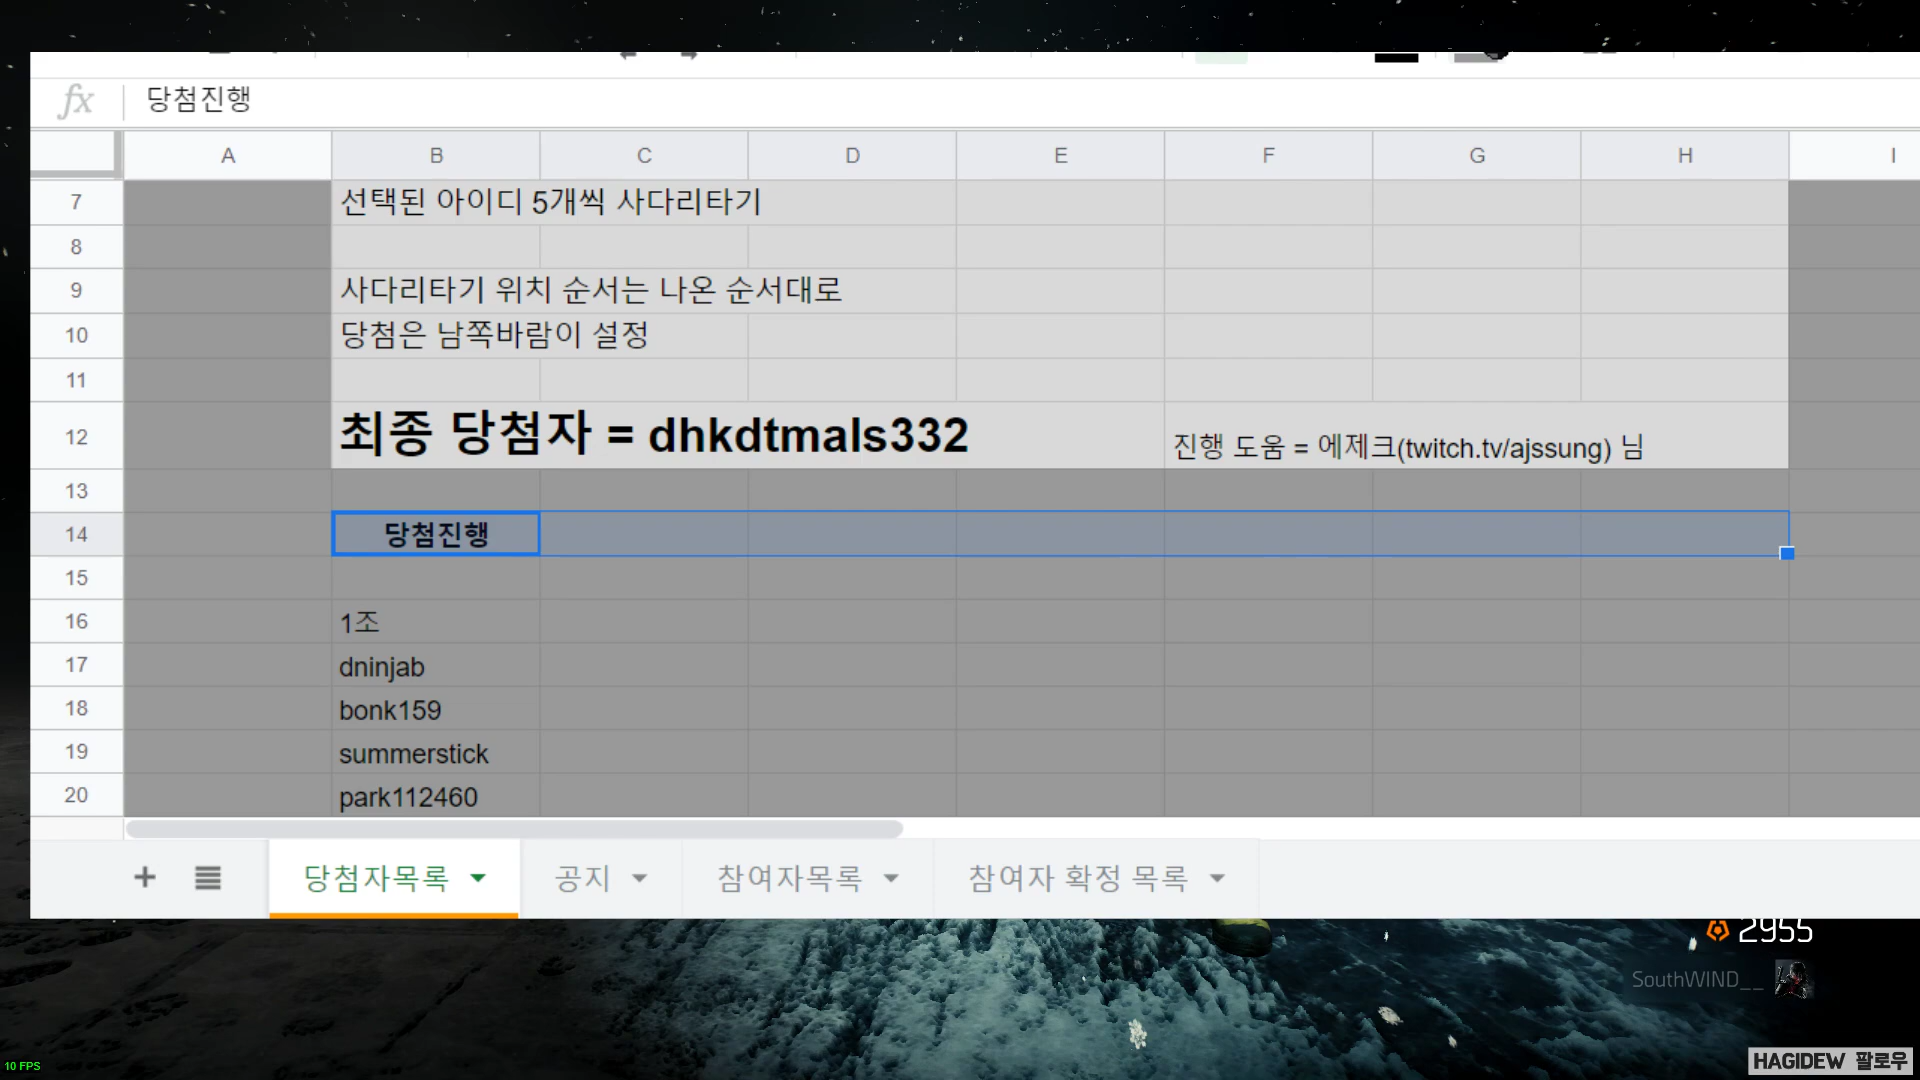 fx 당첨진행
A B C D E F G H I
7 선택된 아이디 5개씩 사다리타기
8
9 사다리타기 위치 순서는 나온 순서대로
10 당첨은 남쪽바람이 설정
11
12 최종 당첨자 = dhkdtmals332 진행 도움 = 에제크(twitch.tv/ajssung) 님
13
14 당첨진행
15
16 1조
17 dninjab
18 bonk159
19 summerstick
20 park112460
당첨자목록 공지 참여자목록 참여자 확정 목록
2955
SouthWIND__
10 FPS
HAGIDEW 팔로우